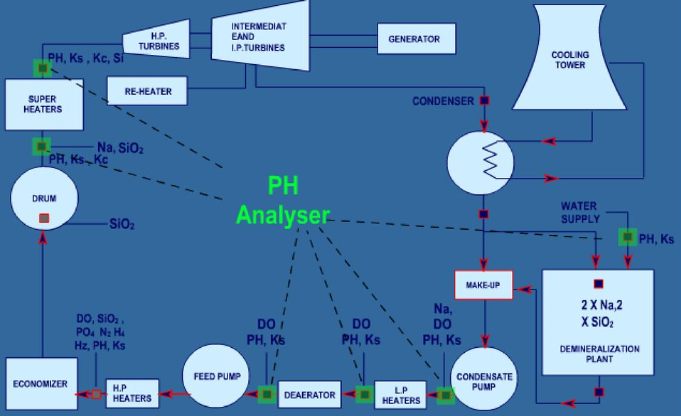 H.P.
TURBINES
INTERMEDIAT
EAND
I.P.TURBINES
GENERATOR
COOLING
TOWER
PH, Ks , Kc, Si
RE-HEATER
SUPER
HEATERS
CONDENSER
Na, SiO₂
PH, Ks , Kc
DRUM
SiO₂
PH
Analyser
WATER
SUPPLY
PH, Ks
MAKE-UP
2 X Na,2
X SiO₂
DEMINERALIZATION
PLANT
DO, SiO₂ ,
PO₄ N₂ H₄
Hz, PH, Ks
DO
PH, Ks
DO
PH, Ks
Na,
DO
PH, Ks
ECONOMIZER
H.P
HEATERS
FEED PUMP
DEAERATOR
L.P
HEATERS
CONDENSATE
PUMP